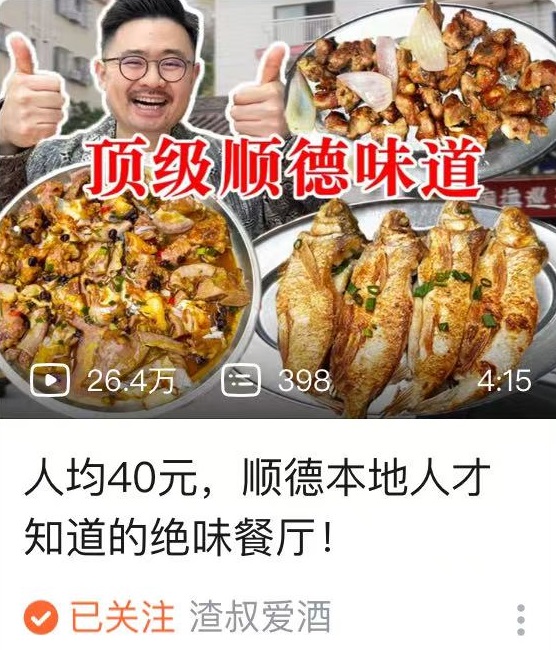 顶级顺德味道
26.4万
398
4:15
人均40元，顺德本地人才
知道的绝味餐厅！
已关注 渣叔爱酒